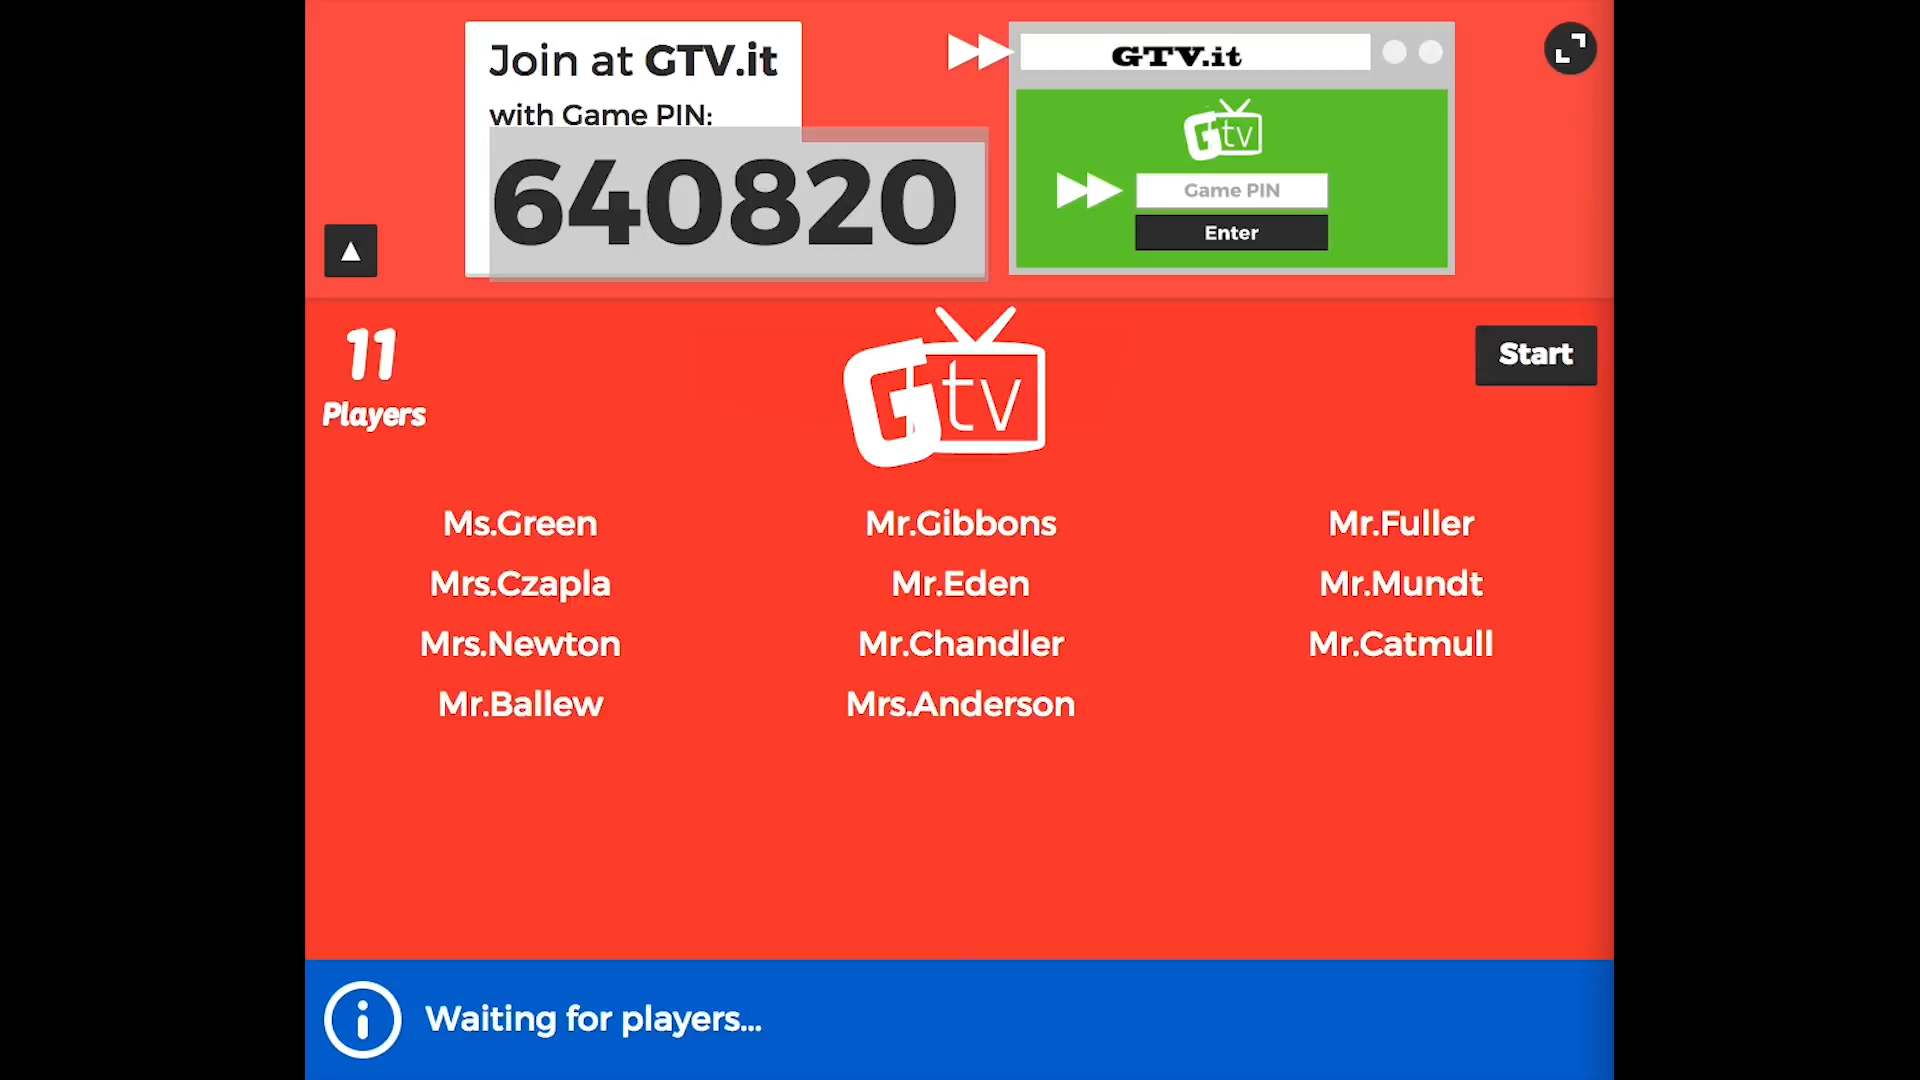 Join at GTV.it
with Game PIN:
640820
GTV.it
Gtv
Game PIN
Enter
▲
11
Players
Gtv
Start
Ms.Green
Mr.Gibbons
Mr.Fuller
Mrs.Czapla
Mr.Eden
Mr.Mundt
Mrs.Newton
Mr.Chandler
Mr.Catmull
Mr.Ballew
Mrs.Anderson
i
Waiting for players...